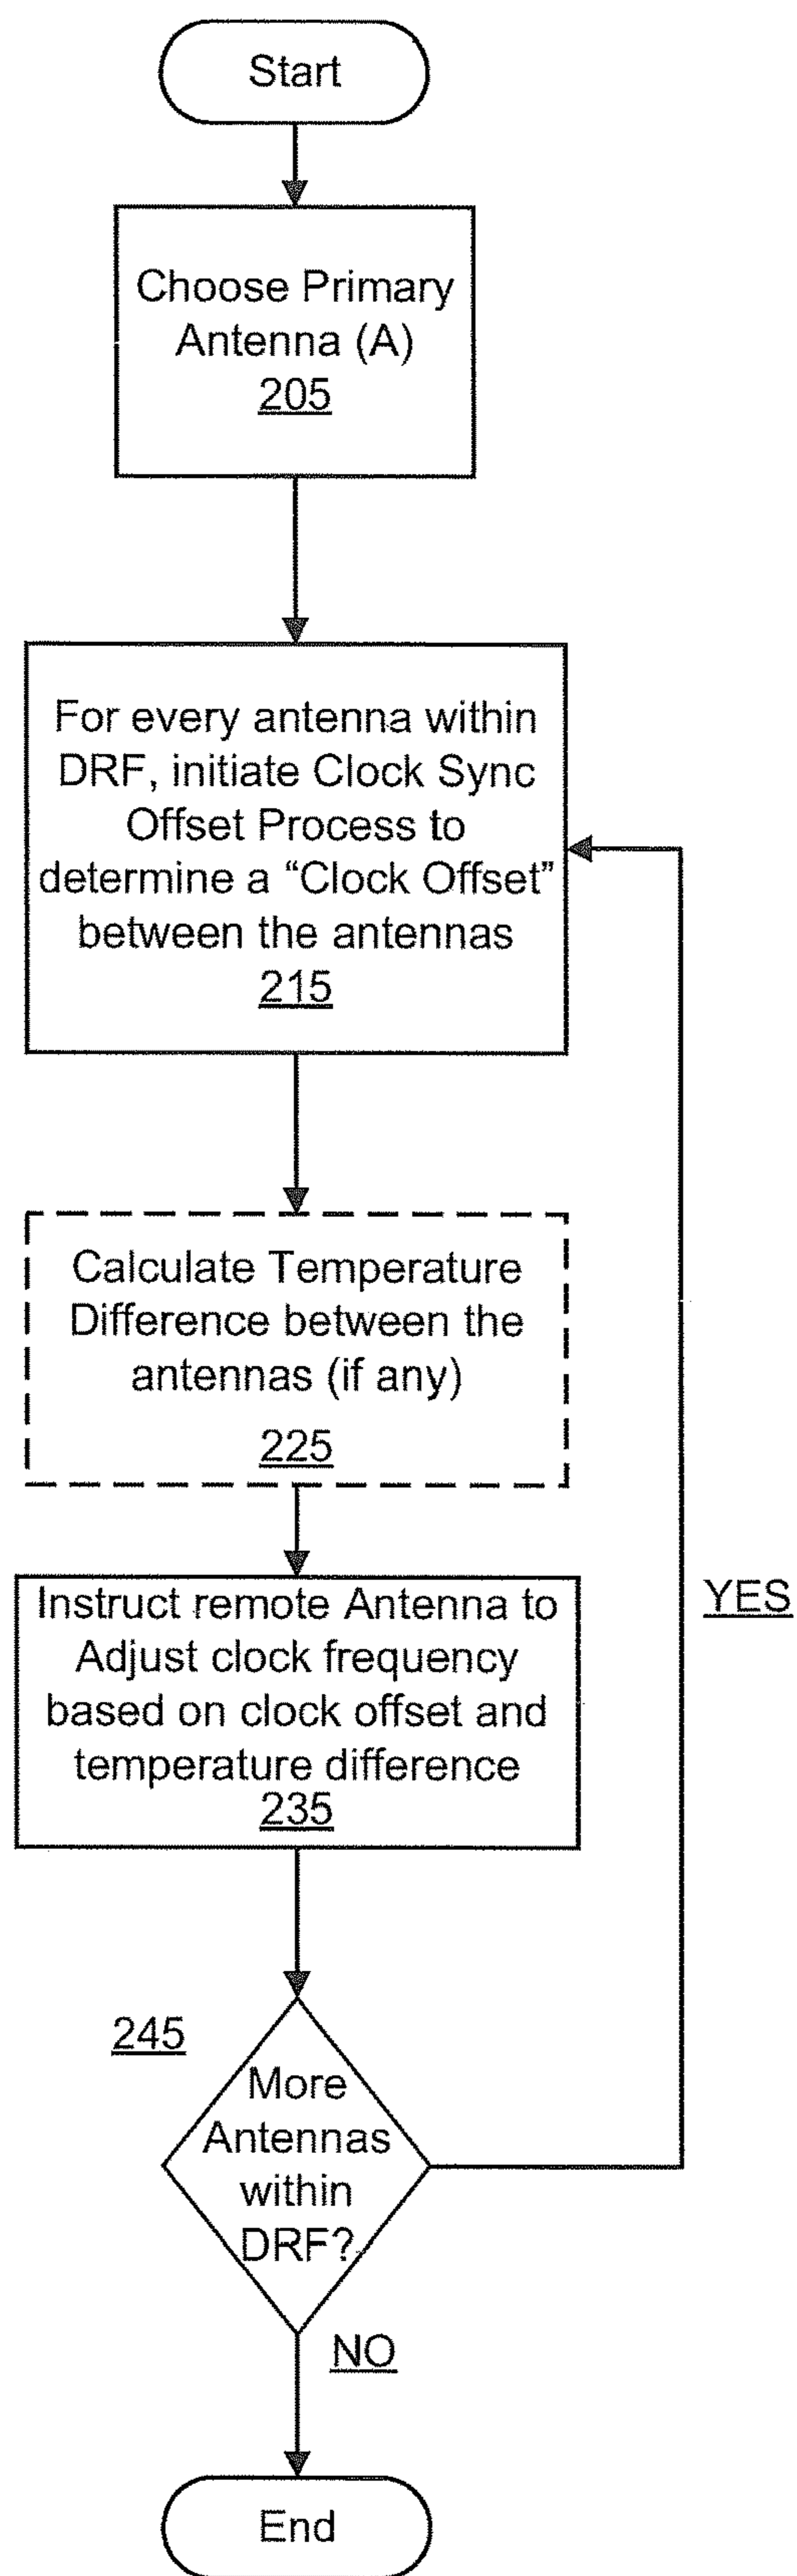 Start
Choose Primary
Antenna (A)
205
For every antenna within
DRF, initiate Clock Sync
Offset Process to
determine a “Clock Offset”
between the antennas
215
Calculate Temperature
Difference between the
antennas (if any)
225
Instruct remote Antenna to
Adjust clock frequency
based on clock offset and
temperature difference
235
YES
245
More
Antennas
within
DRF?
NO
End